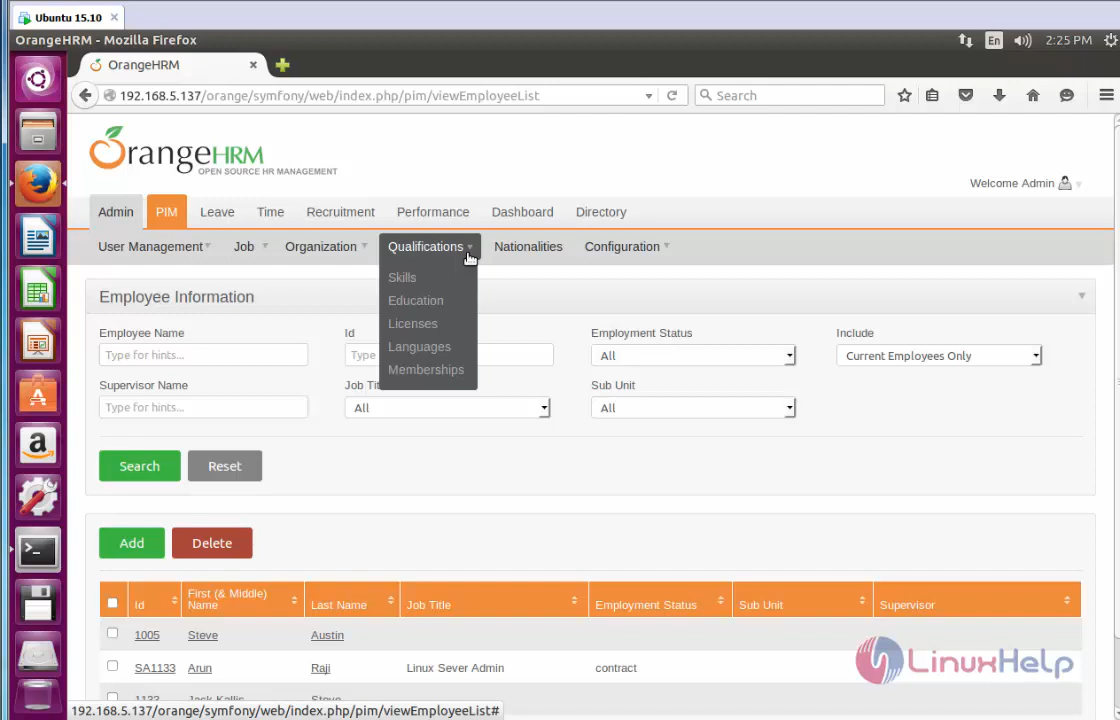 Ubuntu 15.10
OrangeHRM - Mozilla Firefox
En
2:25 PM
OrangeHRM
192.168.5.137/orange/symfony/web/index.php/pim/viewEmployeeList
Search
OrangeHRM
OPEN SOURCE HR MANAGEMENT
Welcome Admin
Admin PIM Leave Time Recruitment Performance Dashboard Directory
User Management Job Organization Qualifications Nationalities Configuration
Skills
Education
Licenses
Languages
Memberships
Employee Information
Employee Name Id Employment Status Include
Type for hints... Type All Current Employees Only
Supervisor Name Job Sub Unit
Type for hints... All All
Search Reset
Add Delete
Id First (& Middle) Name Last Name Job Title Employment Status Sub Unit Supervisor
1005 Steve Austin
SA1133 Arun Raji Linux Sever Admin contract
1133 Jack Kallis Steve
LinuxHelp
192.168.5.137/orange/symfony/web/index.php/pim/viewEmployeeList#